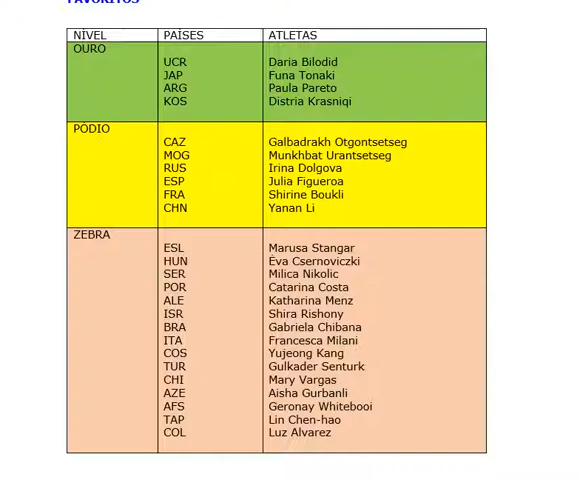 FAVORITOS
NÍVEL PAÍSES ATLETAS
OURO
UCR Daria Bilodid
JAP Funa Tonaki
ARG Paula Pareto
KOS Distria Krasniqi
PÓDIO
CAZ Galbadrakh Otgontsetseg
MOG Munkhbat Urantsetseg
RUS Irina Dolgova
ESP Julia Figueroa
FRA Shirine Boukli
CHN Yanan Li
ZEBRA
ESL Marusa Stangar
HUN Èva Csernoviczki
SER Milica Nikolic
POR Catarina Costa
ALE Katharina Menz
ISR Shira Rishony
BRA Gabriela Chibana
ITA Francesca Milani
COS Yujeong Kang
TUR Gulkader Senturk
CHI Mary Vargas
AZE Aisha Gurbanli
AFS Geronay Whitebooi
TAP Lin Chen-hao
COL Luz Alvarez